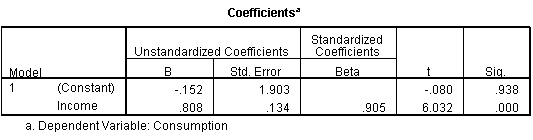 Coefficientsa
Unstandardized Coefficients Standardized Coefficients
Model B Std. Error Beta t Sig.
1 (Constant) -.152 1.903 -.080 .938
Income .808 .134 .905 6.032 .000
a. Dependent Variable: Consumption